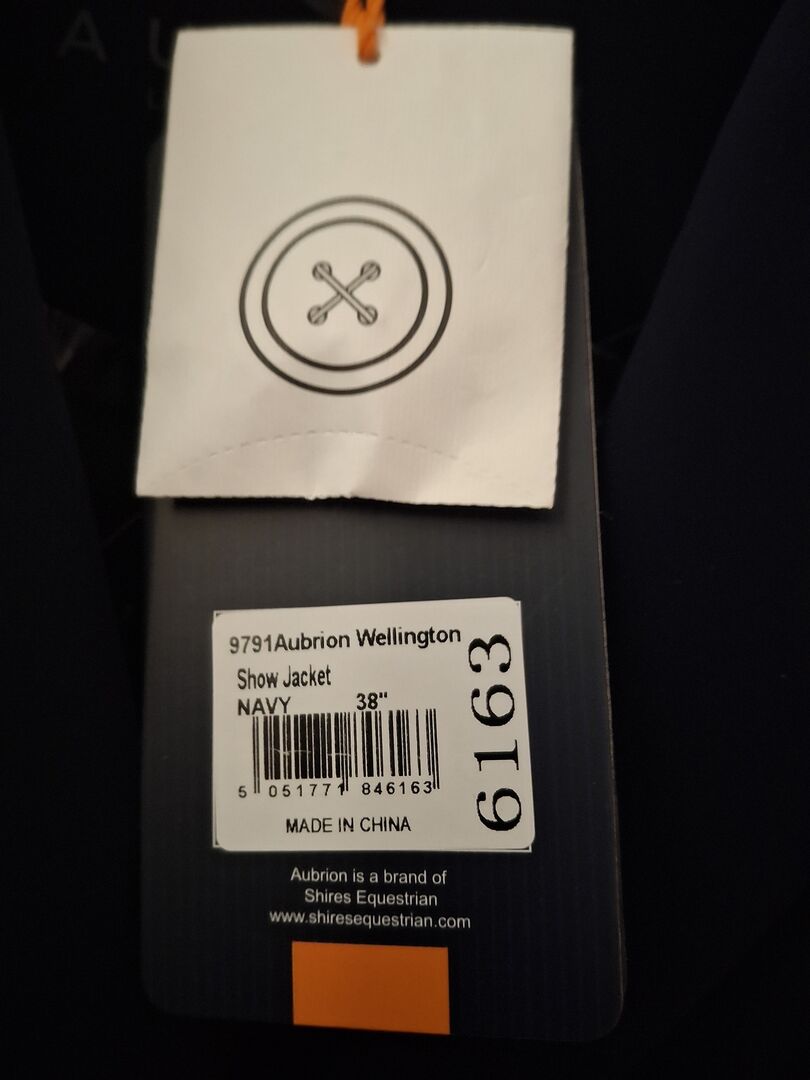 A U
9791Aubrion Wellington
Show Jacket
NAVY 38"
5 051771 846163
MADE IN CHINA
6163
Aubrion is a brand of
Shires Equestrian
www.shiresequestrian.com